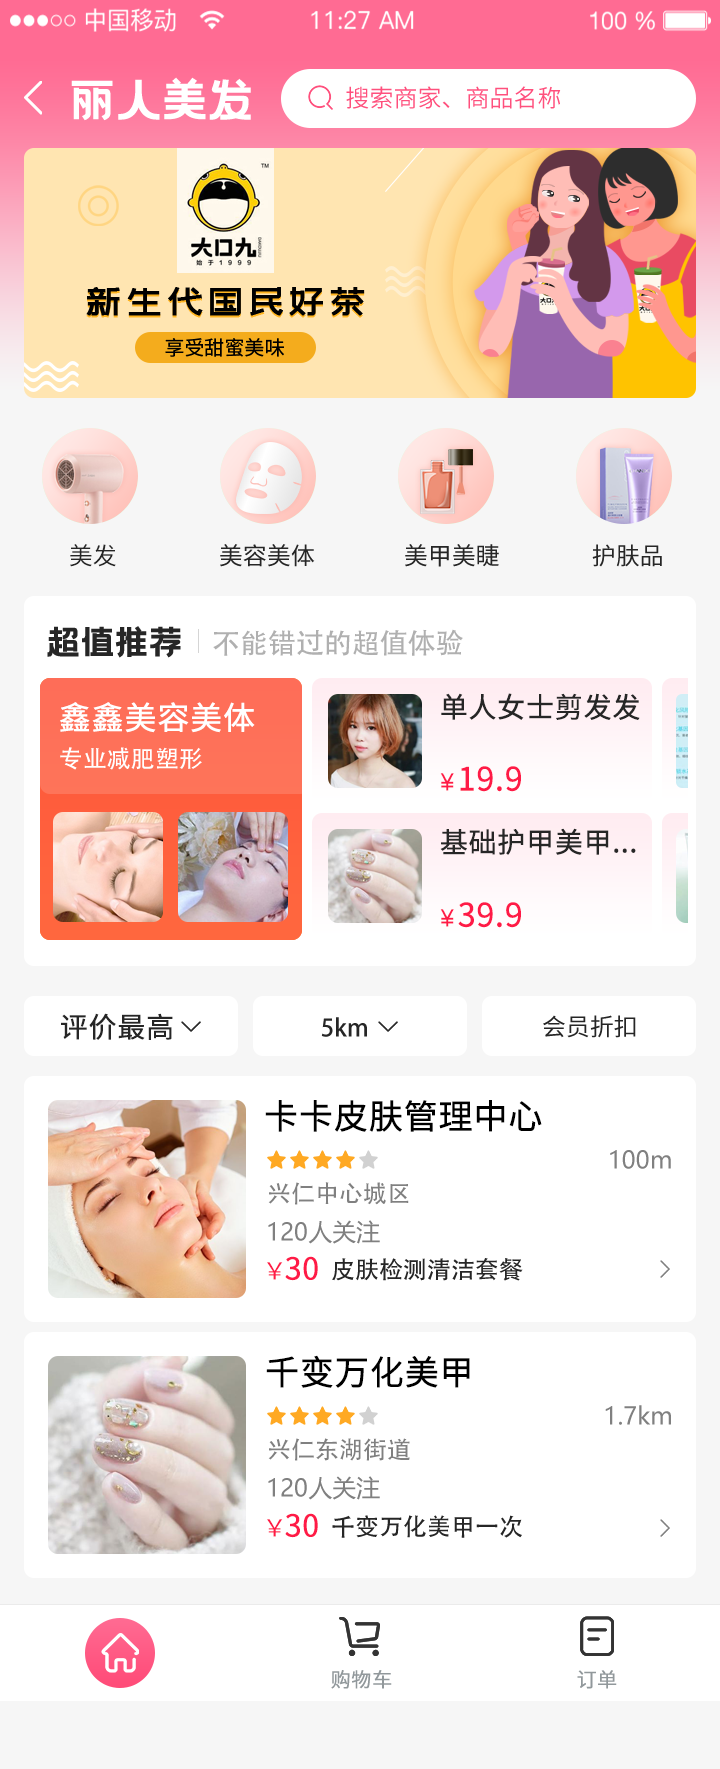 中国移动 11:27 AM 100 %
丽人美发 搜索商家、商品名称
TM
大口九
始于1999
新生代国民好茶
享受甜蜜美味
美发 美容美体 美甲美睫 护肤品
超值推荐 不能错过的超值体验
鑫鑫美容美体
专业减肥塑形
单人女士剪发发
¥19.9
基础护甲美甲...
¥39.9
评价最高 5km 会员折扣
卡卡皮肤管理中心
100m
兴仁中心城区
120人关注
¥30 皮肤检测清洁套餐
千变万化美甲
1.7km
兴仁东湖街道
120人关注
¥30 千变万化美甲一次
购物车 订单